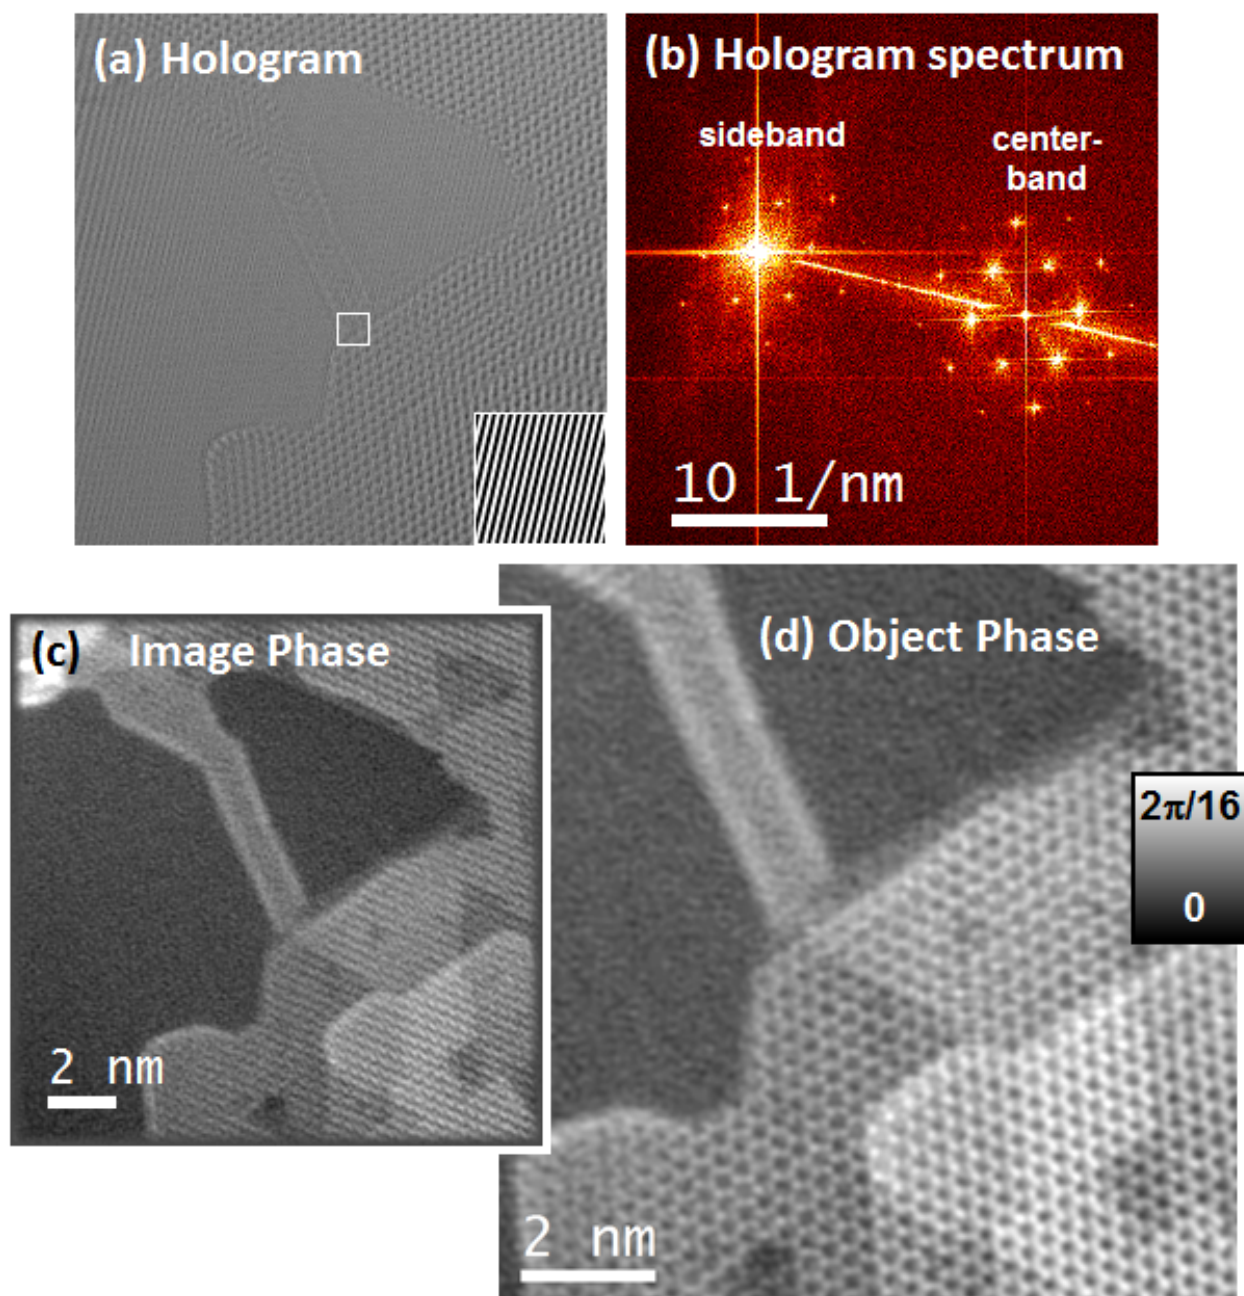 (a) Hologram
(b) Hologram spectrum
sideband
center-
band
10 1/nm
(c) Image Phase
2 nm
(d) Object Phase
2π/16
0
2 nm